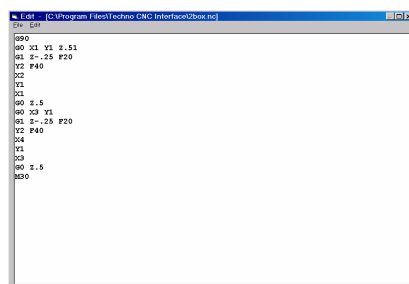 Edit - [C:\Program Files\Techno CNC Interface\2box.nc]
File Edit
G90
G0 X1 Y1 Z.51
G1 Z-.25 F20
Y2 F40
X2
Y1
X1
G0 Z.5
G0 X3 Y1
G1 Z-.25 F20
Y2 F40
X4
Y1
X3
G0 Z.5
M30